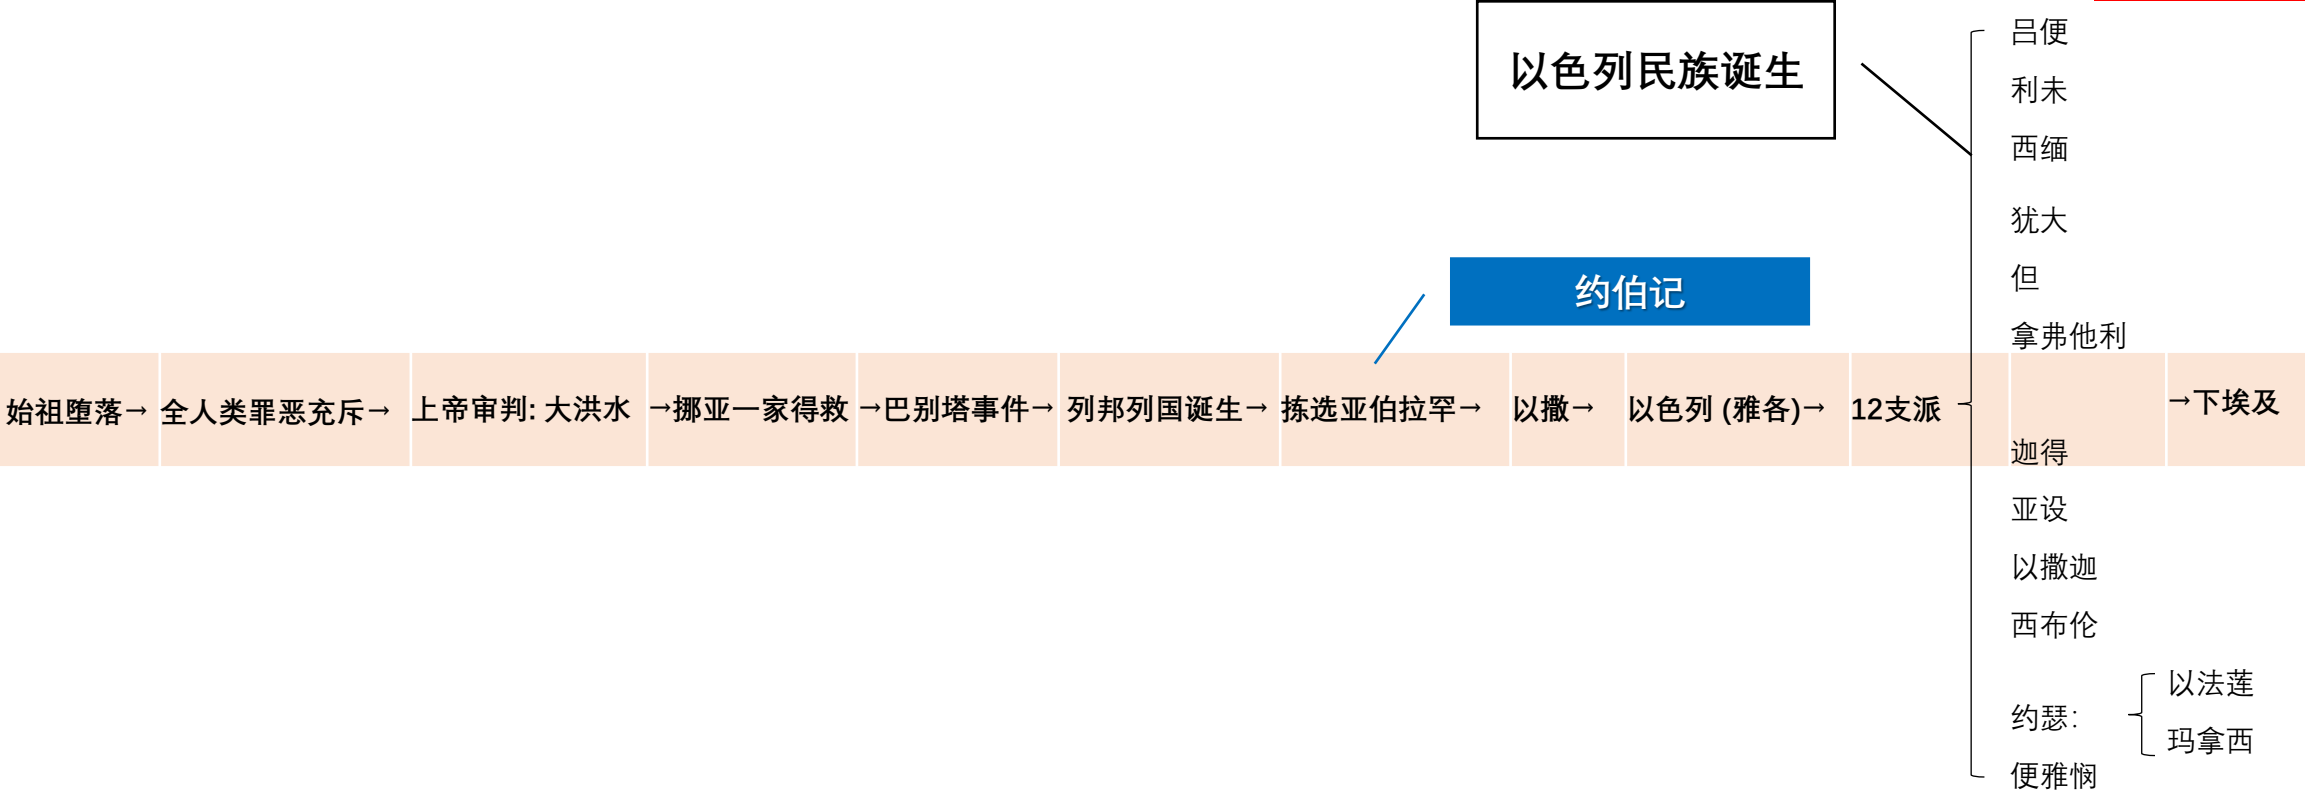 以色列民族诞生
约伯记
始祖堕落→
全人类罪恶充斥→
上帝审判: 大洪水
→挪亚一家得救
→巴别塔事件→
列邦列国诞生→
拣选亚伯拉罕→
以撒→
以色列 (雅各)→
12支派
吕便
利未
西缅
犹大
但
拿弗他利
迦得
亚设
以撒迦
西布伦
约瑟:
以法莲
玛拿西
便雅悯
→下埃及